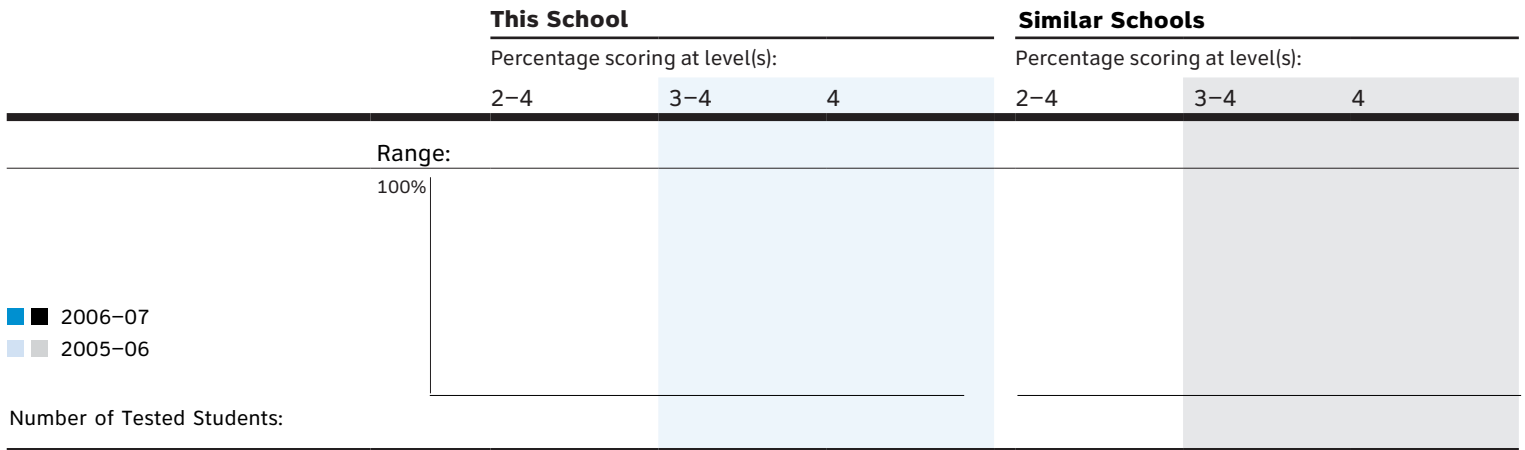 This School Similar Schools
Percentage scoring at level(s): Percentage scoring at level(s):
2–4 3–4 4 2–4 3–4 4
Range:
100%
2006–07
2005–06
Number of Tested Students: